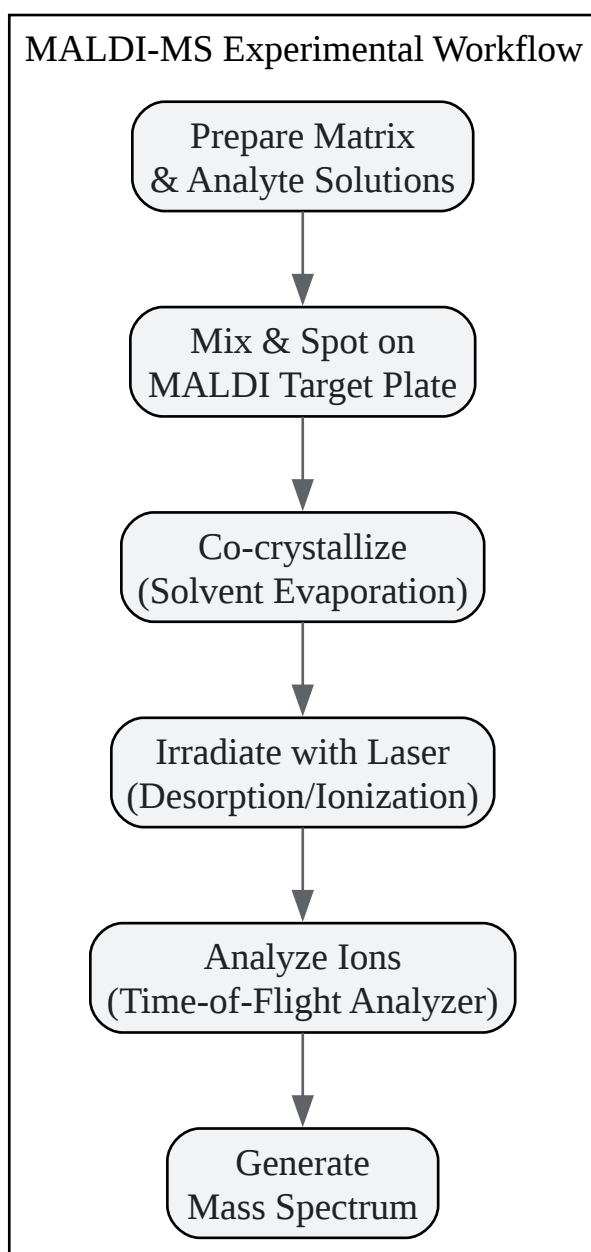 MALDI-MS Experimental Workflow
Prepare Matrix
& Analyte Solutions
Mix & Spot on
MALDI Target Plate
Co-crystallize
(Solvent Evaporation)
Irradiate with Laser
(Desorption/Ionization)
Analyze Ions
(Time-of-Flight Analyzer)
Generate
Mass Spectrum